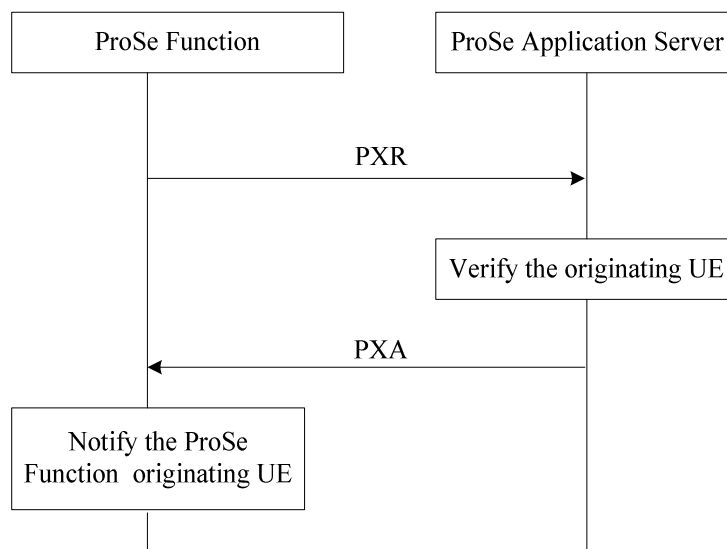 ProSe Function
ProSe Application Server
PXR
Verify the originating UE
PXA
Notify the ProSe
Function originating UE